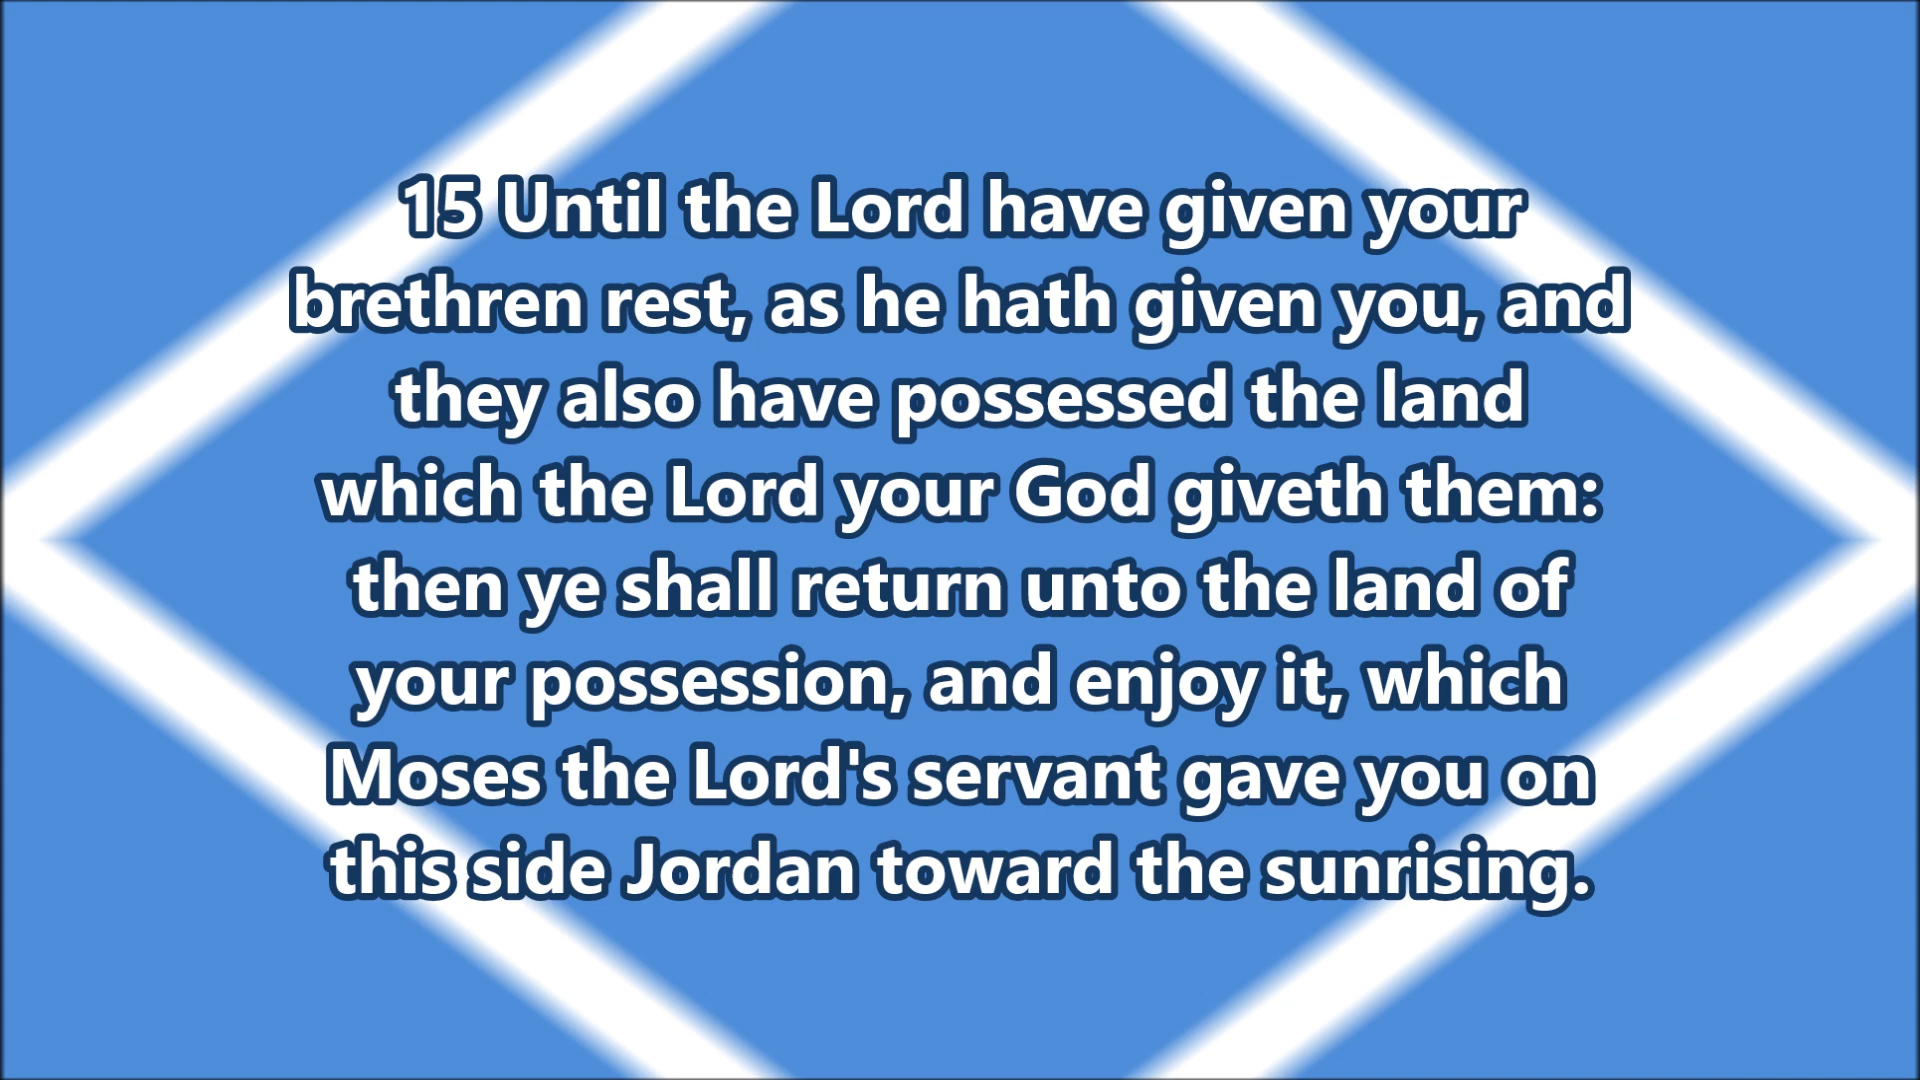 15 Until the Lord have given your
brethren rest, as he hath given you, and
they also have possessed the land
which the Lord your God giveth them:
then ye shall return unto the land of
your possession, and enjoy it, which
Moses the Lord's servant gave you on
this side Jordan toward the sunrising.